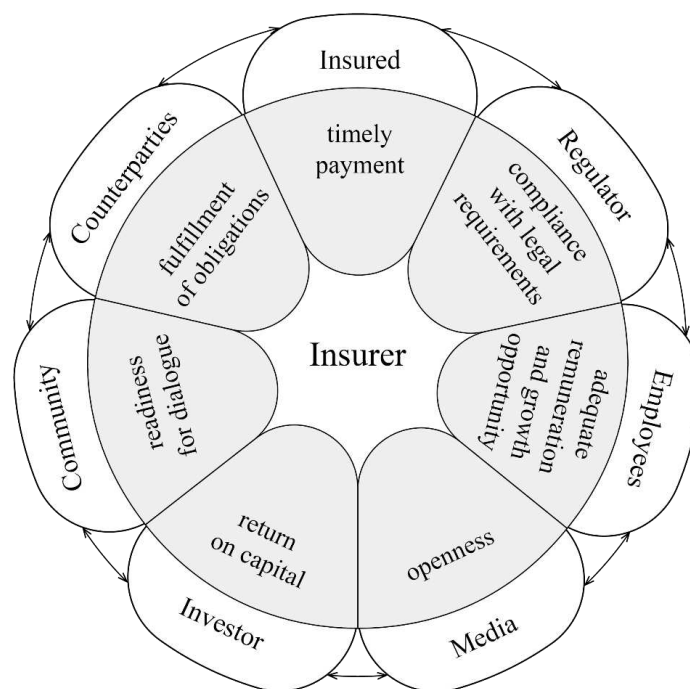 Insured
timely
payment
Regulator
compliance
with legal
requirements
Employees
adequate
remuneration
and growth
opportunity
Media
openness
Investor
return
on capital
Community
readiness
for dialogue
Counterparties
fulfillment
of obligations
Insurer